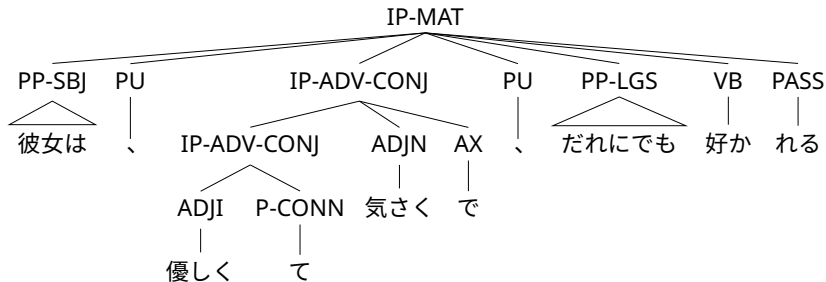 IP-MAT
PP-SBJ PU IP-ADV-CONJ PU PP-LGS VB PASS
彼女は 、 IP-ADV-CONJ ADJN AX 、 だれにでも 好か れる
ADJI P-CONN 気さく で
優しく て